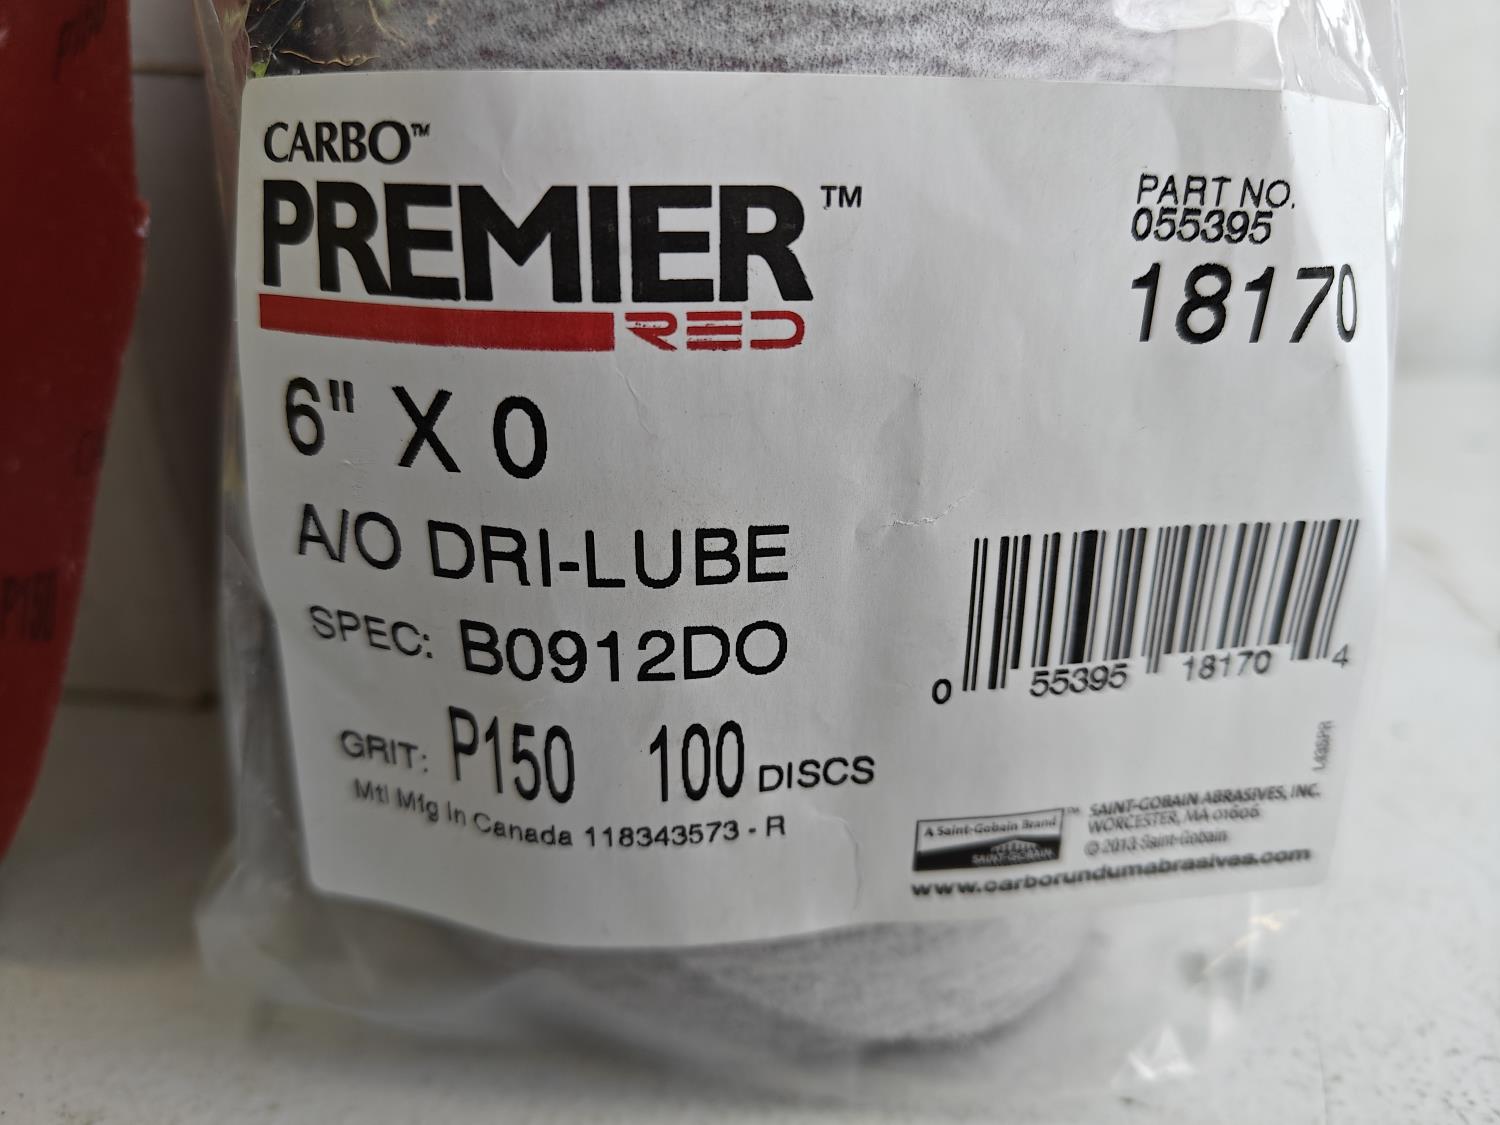 CARBO™
PREMIER™
RED
PART NO.
055395
18170
6" X 0
A/O DRI-LUBE
SPEC: B0912DO
GRIT: P150 100 DISCS
Mtl Mfg In Canada 118343573 - R
0 55395 18170 4
A Saint-Gobain Brand™
SAINT-GOBAIN
SAINT-GOBAIN ABRASIVES, INC.
WORCESTER, MA 01606
© 2013 Saint-Gobain
www.carborundumabrasives.com
P150